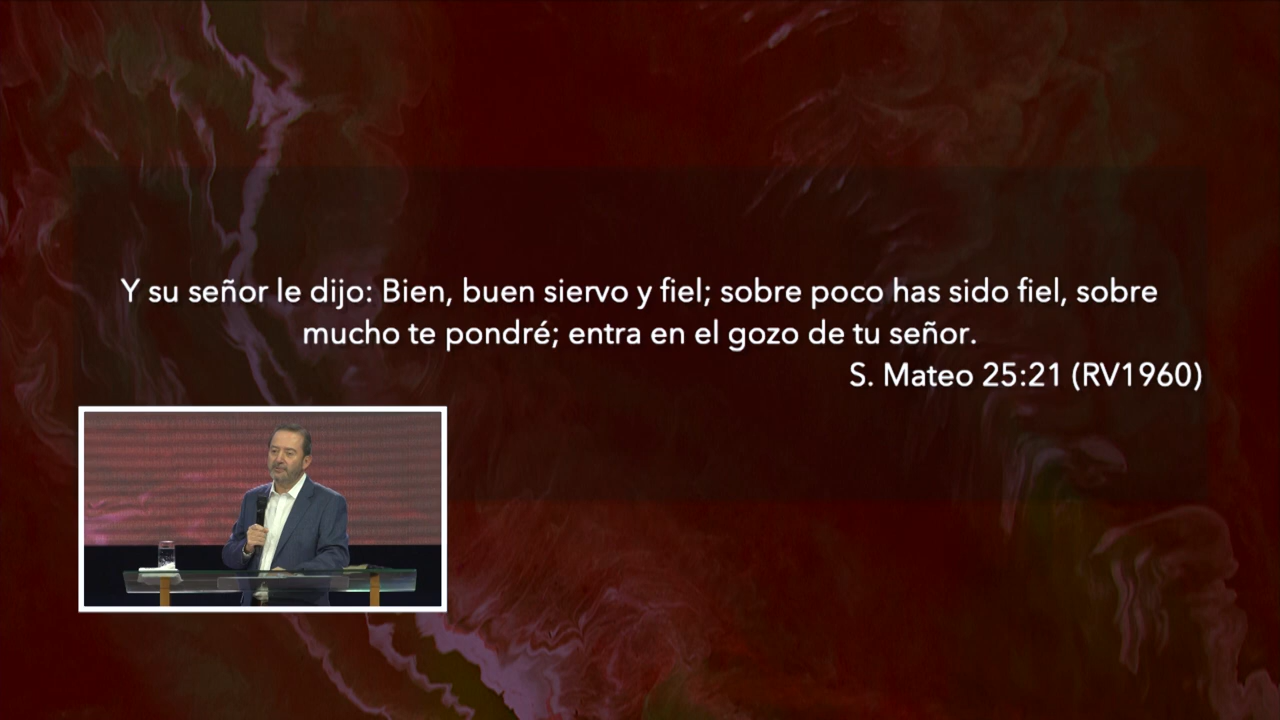 Y su señor le dijo: Bien, buen siervo y fiel; sobre poco has sido fiel, sobre
mucho te pondré; entra en el gozo de tu señor.
S. Mateo 25:21 (RV1960)